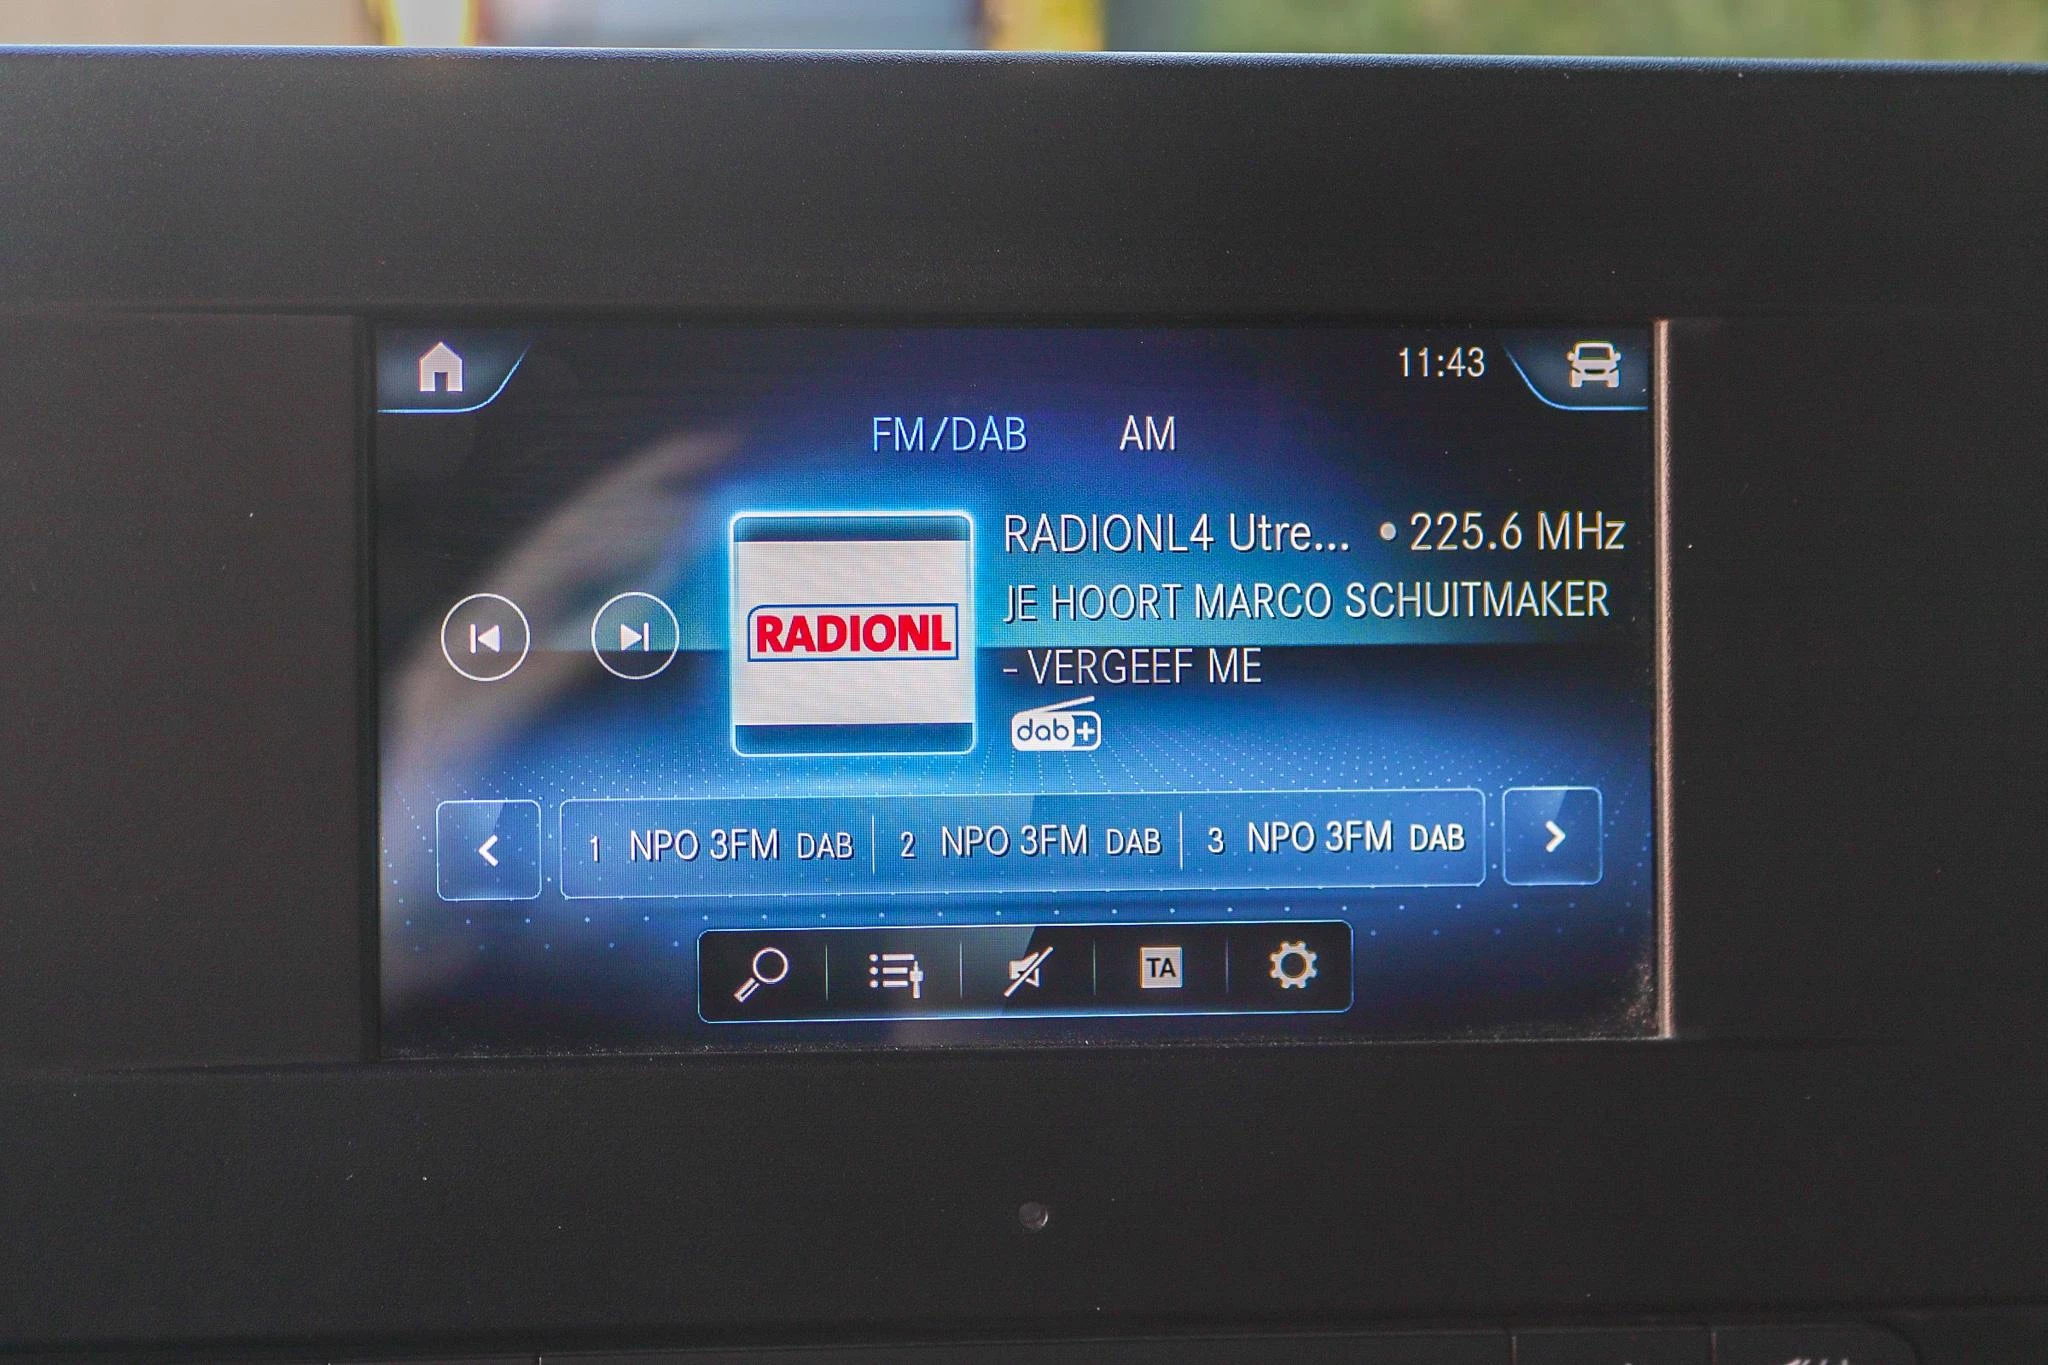 11:43
FM/DAB AM
RADIONL4 Utre... • 225.6 MHz
RADIONL
JE HOORT MARCO SCHUITMAKER
- VERGEEF ME
dab+
1 NPO 3FM DAB 2 NPO 3FM DAB 3 NPO 3FM DAB
TA